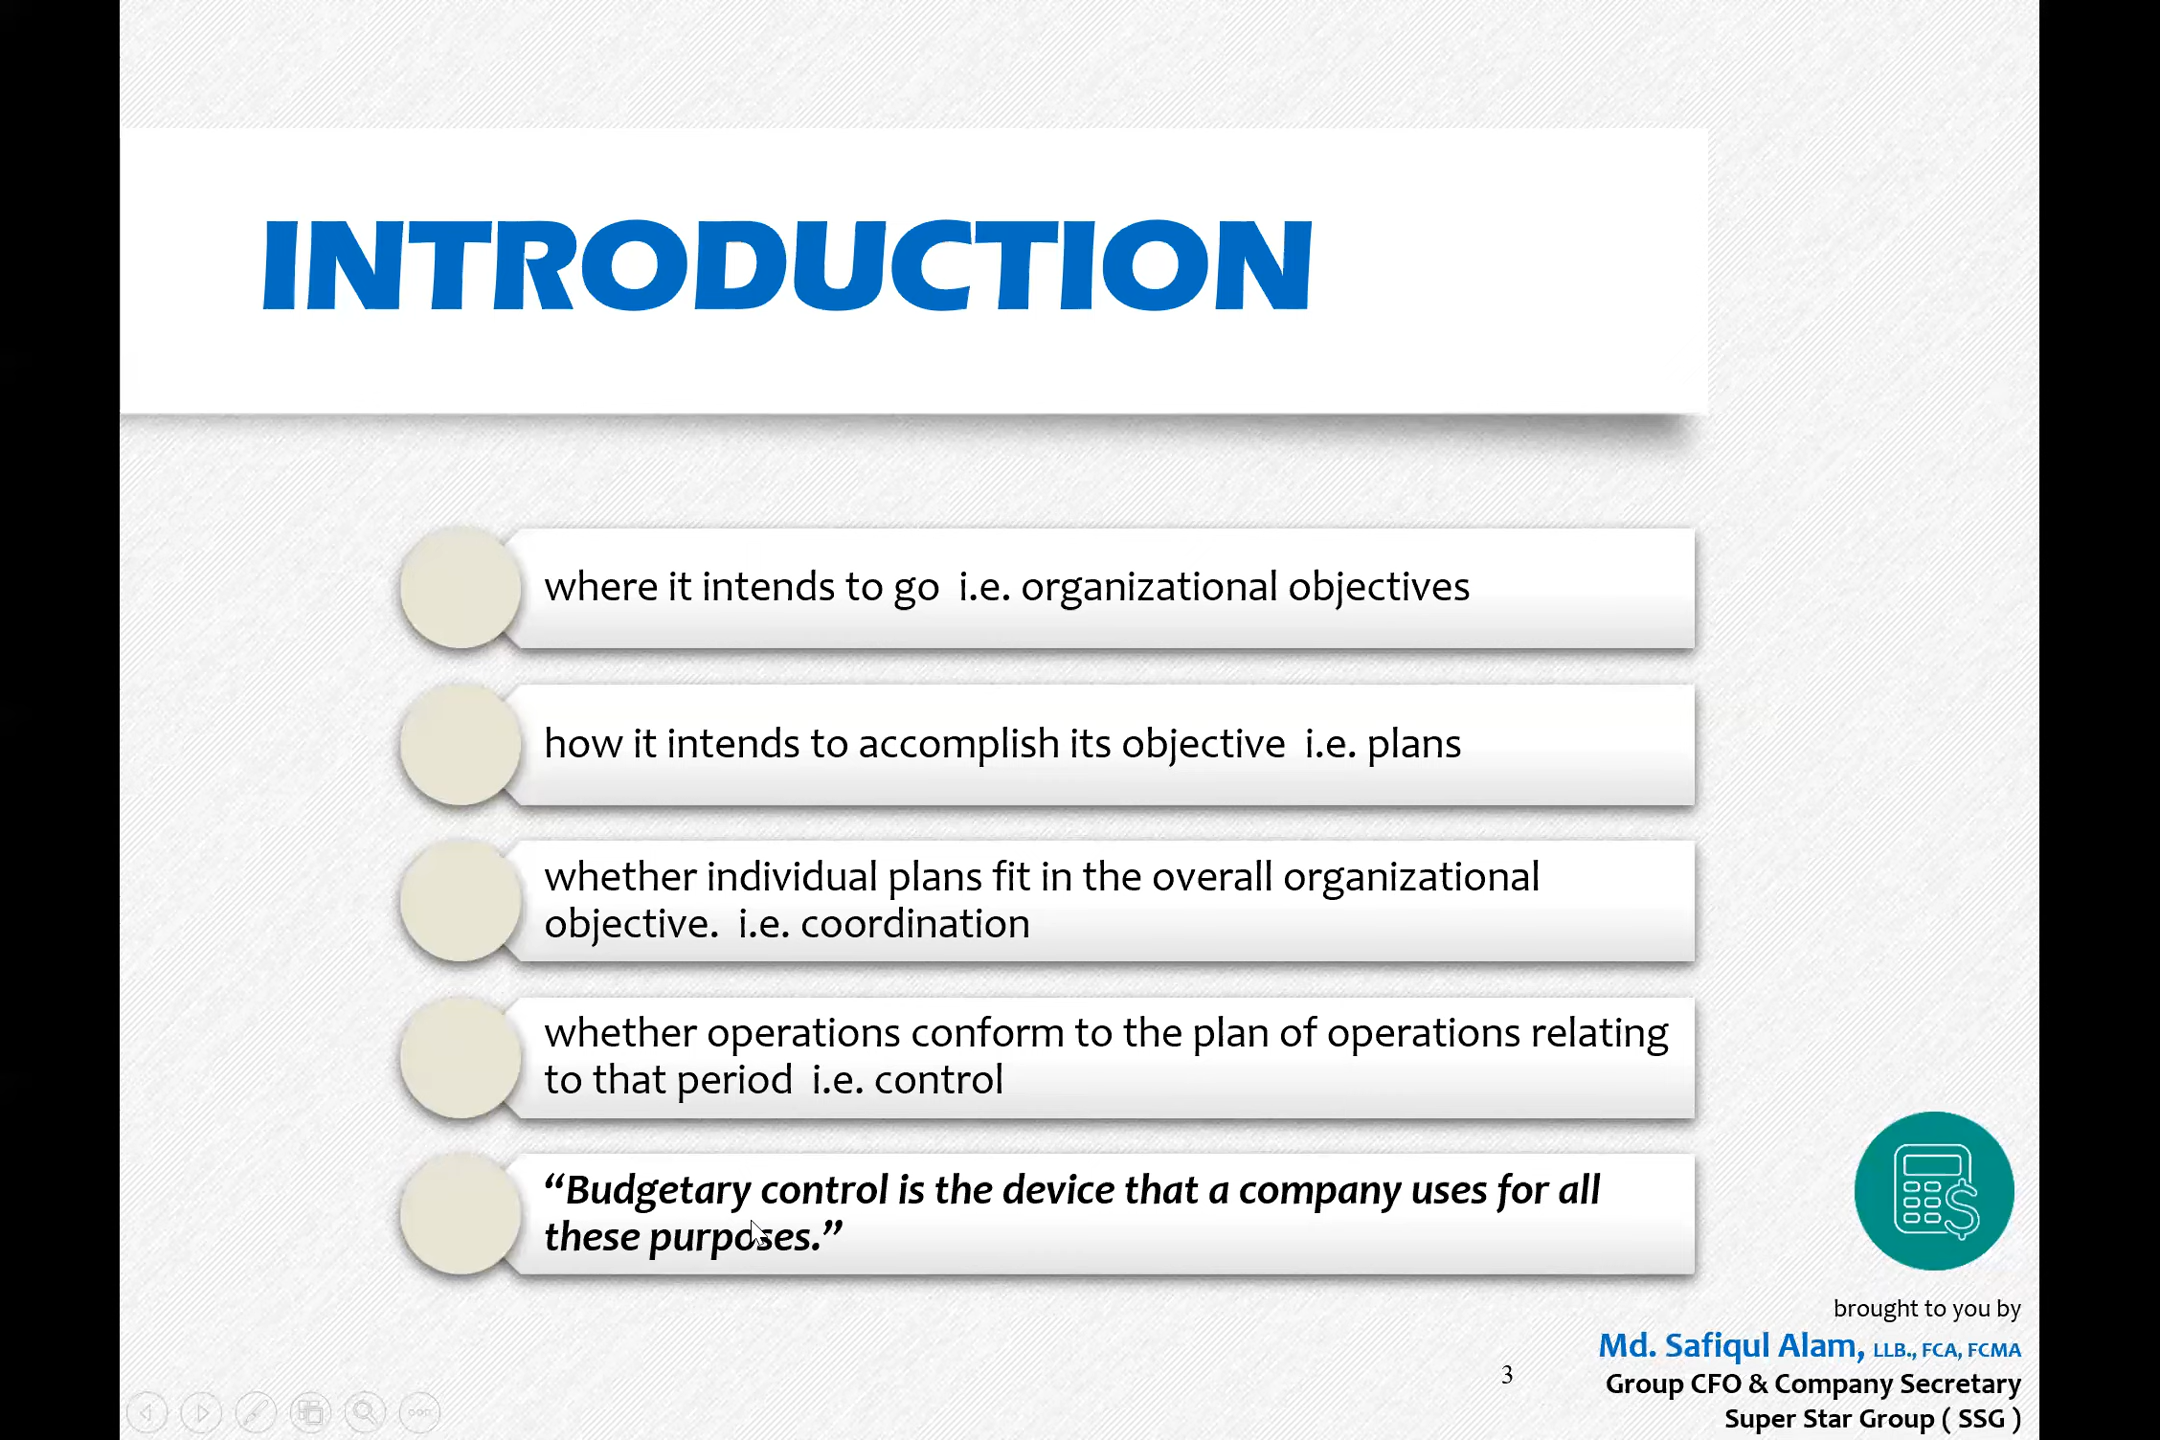 INTRODUCTION
where it intends to go  i.e. organizational objectives
how it intends to accomplish its objective  i.e. plans
whether individual plans fit in the overall organizational
objective.  i.e. coordination
whether operations conform to the plan of operations relating
to that period  i.e. control
“Budgetary control is the device that a company uses for all
these purposes.”
brought to you by
Md. Safiqul Alam, LLB., FCA, FCMA
Group CFO & Company Secretary
Super Star Group ( SSG )
3